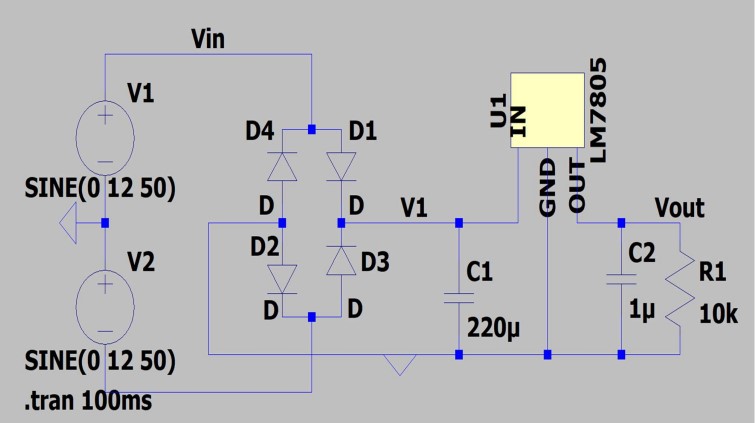 Vin
V1
SINE(0 12 50)
V2
SINE(0 12 50)
.tran 100ms
D4
D1
D
D
D2
D3
D
D
V1
C1
220µ
U1
IN
GND
OUT
LM7805
Vout
C2
1µ
R1
10k